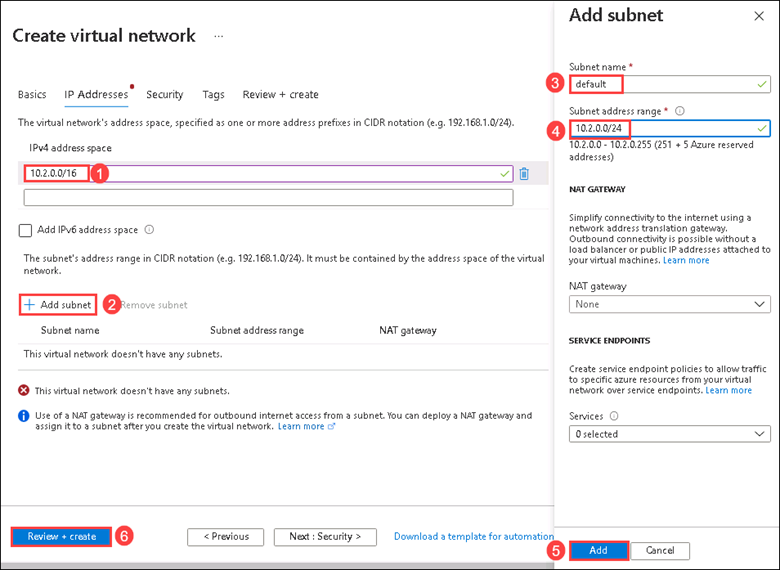 Create virtual network ...
Basics IP Addresses Security Tags Review + create
The virtual network's address space, specified as one or more address prefixes in CIDR notation (e.g. 192.168.1.0/24).
IPv4 address space
10.2.0.0/16 1
Add IPv6 address space
The subnet's address range in CIDR notation (e.g. 192.168.1.0/24). It must be contained by the address space of the virtual
network.
+ Add subnet 2 Remove subnet
Subnet name Subnet address range NAT gateway
This virtual network doesn't have any subnets.
This virtual network doesn't have any subnets.
Use of a NAT gateway is recommended for outbound internet access from a subnet. You can deploy a NAT gateway and
assign it to a subnet after you create the virtual network. Learn more
Review + create 6 < Previous Next : Security > Download a template for automation
Add subnet
Subnet name *
3 default
Subnet address range *
4 10.2.0.0/24
10.2.0.0 - 10.2.0.255 (251 + 5 Azure reserved
addresses)
NAT GATEWAY
Simplify connectivity to the internet using a
network address translation gateway.
Outbound connectivity is possible without a
load balancer or public IP addresses attached to
your virtual machines. Learn more
NAT gateway
None
SERVICE ENDPOINTS
Create service endpoint policies to allow traffic
to specific azure resources from your virtual
network over service endpoints. Learn more
Services
0 selected
5 Add Cancel